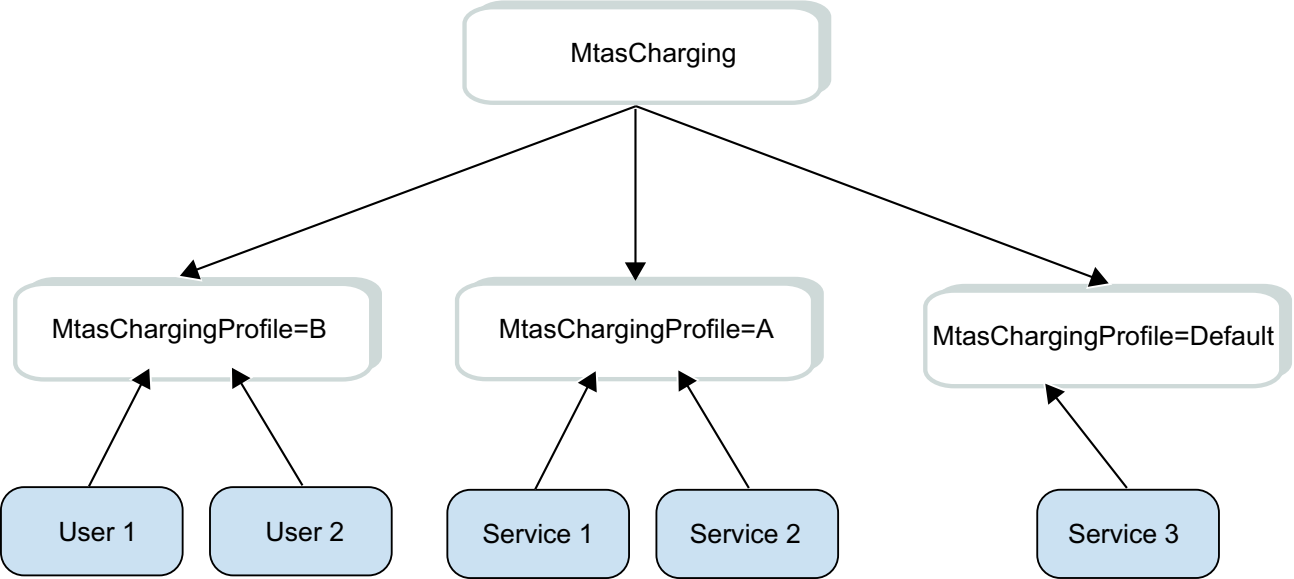 MtasCharging
MtasChargingProfile=B
MtasChargingProfile=A
MtasChargingProfile=Default
User 1
User 2
Service 1
Service 2
Service 3